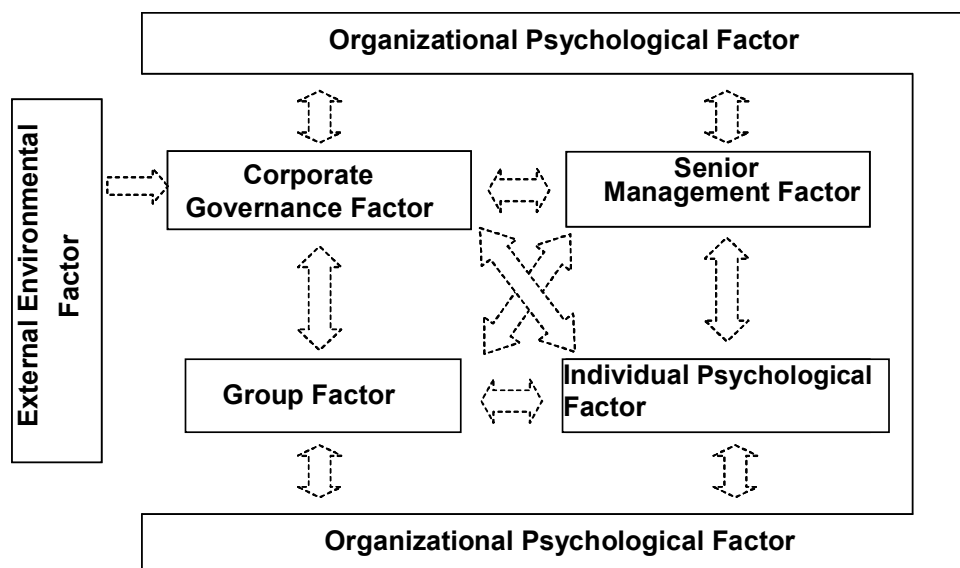 Organizational Psychological Factor
External Environmental
Factor
Corporate
Governance Factor
Senior
Management Factor
Group Factor
Individual Psychological
Factor
Organizational Psychological Factor